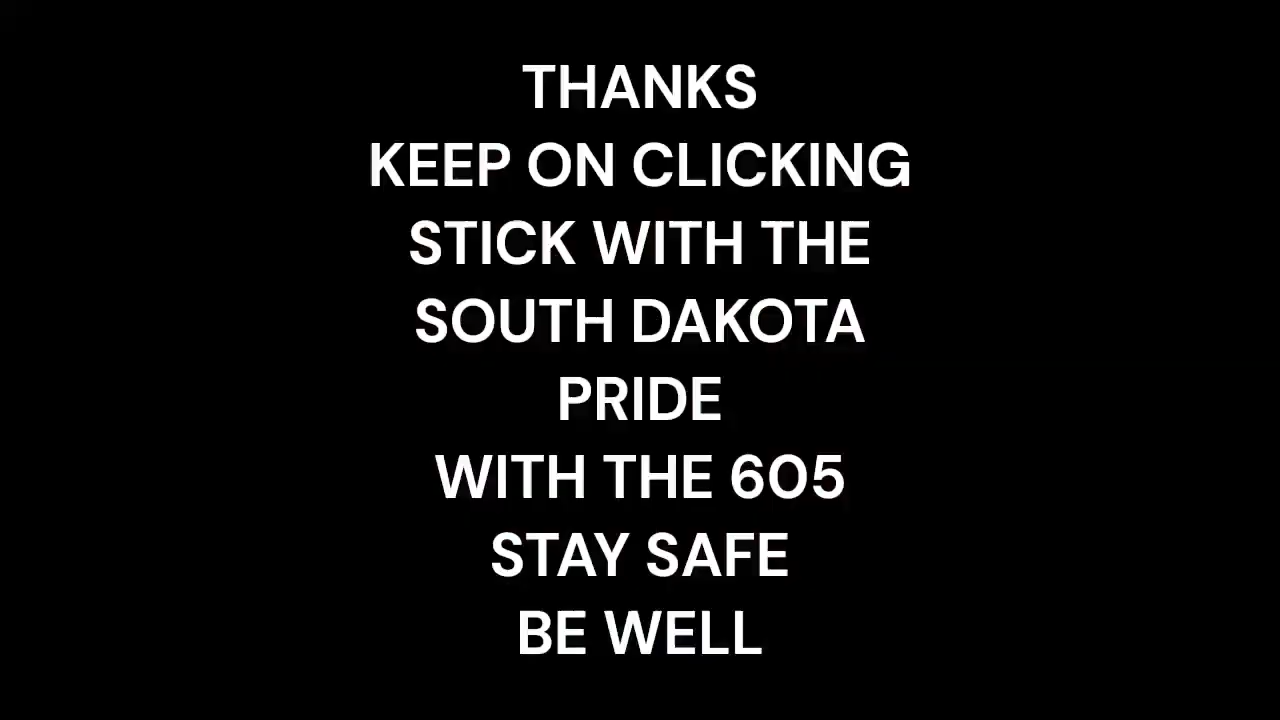 THANKS
KEEP ON CLICKING
STICK WITH THE
SOUTH DAKOTA
PRIDE
WITH THE 605
STAY SAFE
BE WELL